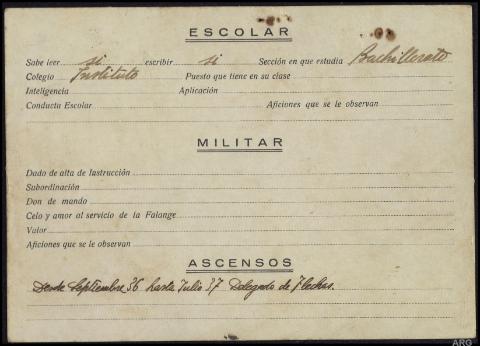 ESCOLAR
Sabe leer si escribir si Sección en que estudia Bachillerato
Colegio Instituto Puesto que tiene en su clase
Inteligencia Aplicación
Conducta Escolar Aficiones que se le observan
MILITAR
Dado de alta de Instrucción
Subordinación
Don de mando
Celo y amor al servicio de la Falange
Valor
Aficiones que se le observan
ASCENSOS
Desde Septiembre 36 hasta Julio 37 Delegado de Flechas.
ARG